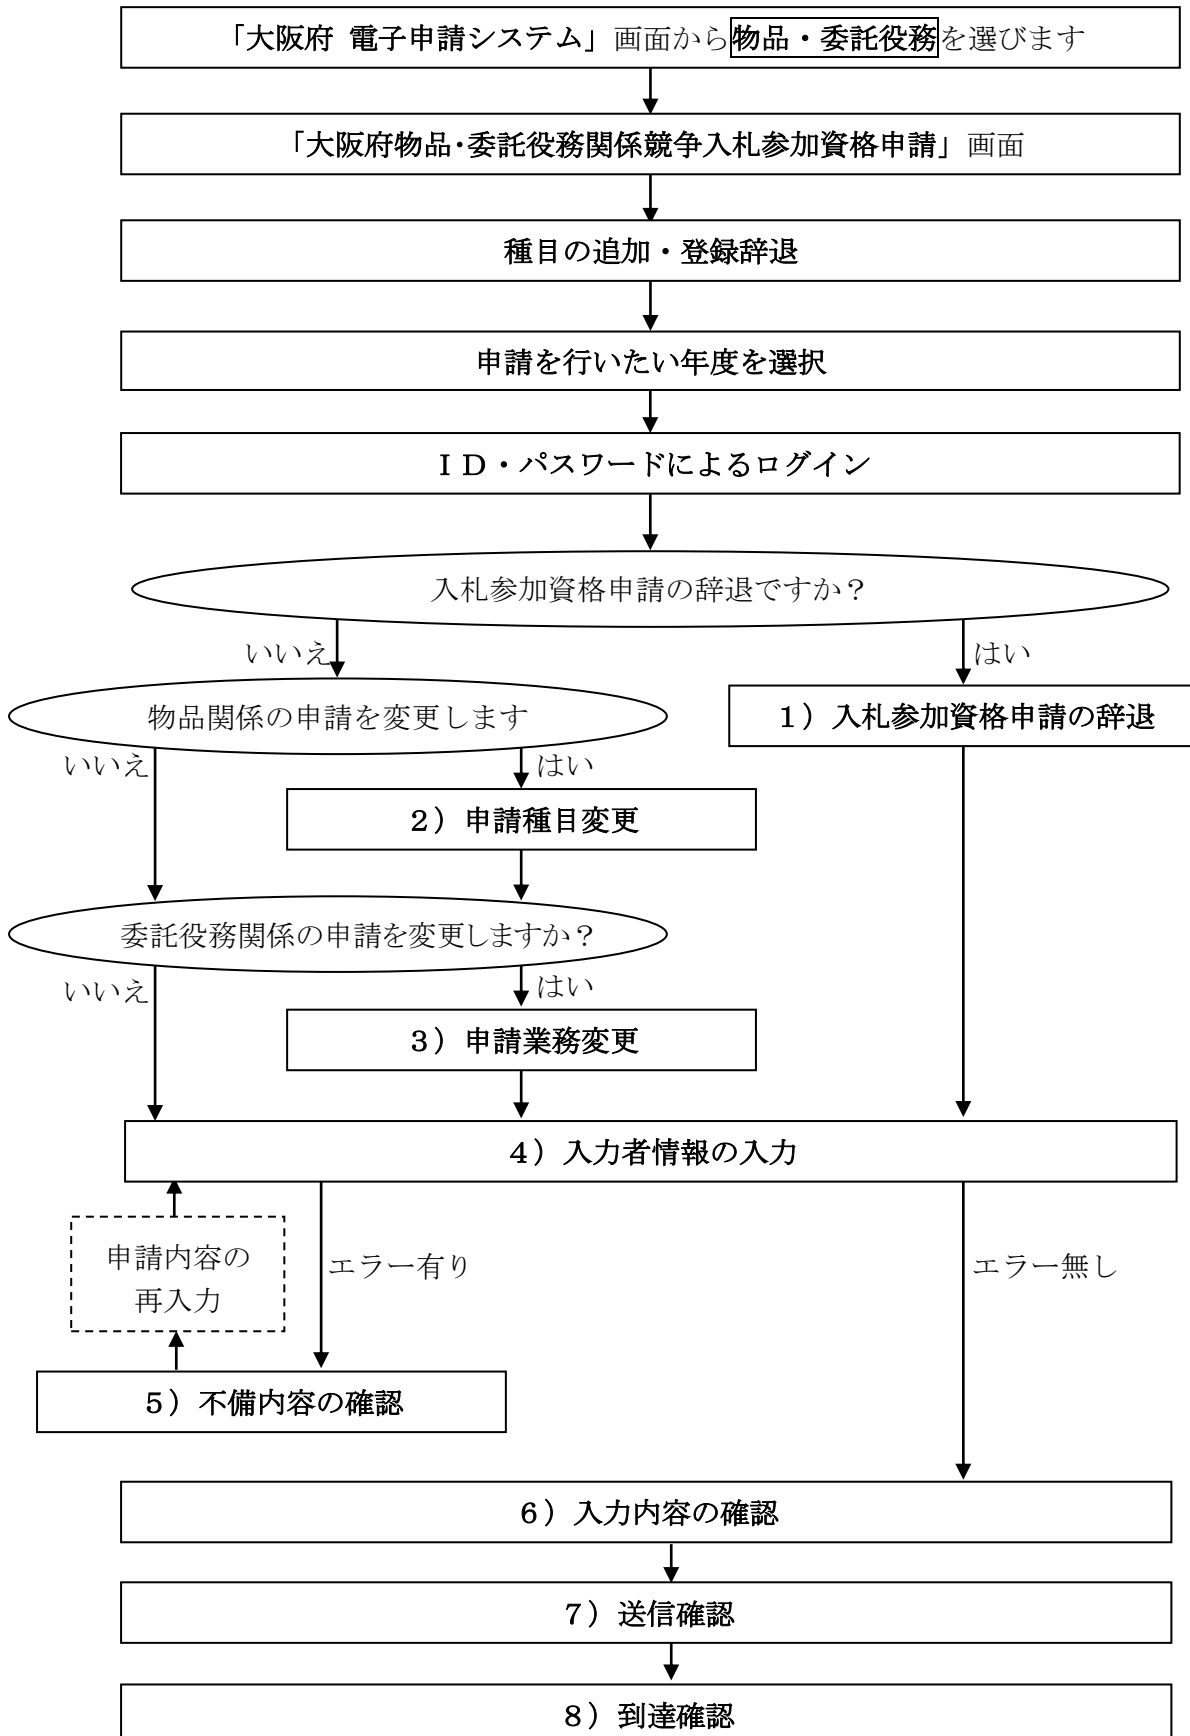 「大阪府 電子申請システム」画面から物品・委託役務を選びます
「大阪府物品・委託役務関係競争入札参加資格申請」画面
種目の追加・登録辞退
申請を行いたい年度を選択
ＩＤ・パスワードによるログイン
入札参加資格申請の辞退ですか？
いいえ
はい
物品関係の申請を変更します
１）入札参加資格申請の辞退
いいえ
はい
２）申請種目変更
委託役務関係の申請を変更しますか？
いいえ
はい
３）申請業務変更
４）入力者情報の入力
申請内容の
再入力
エラー有り
エラー無し
５）不備内容の確認
６）入力内容の確認
７）送信確認
８）到達確認